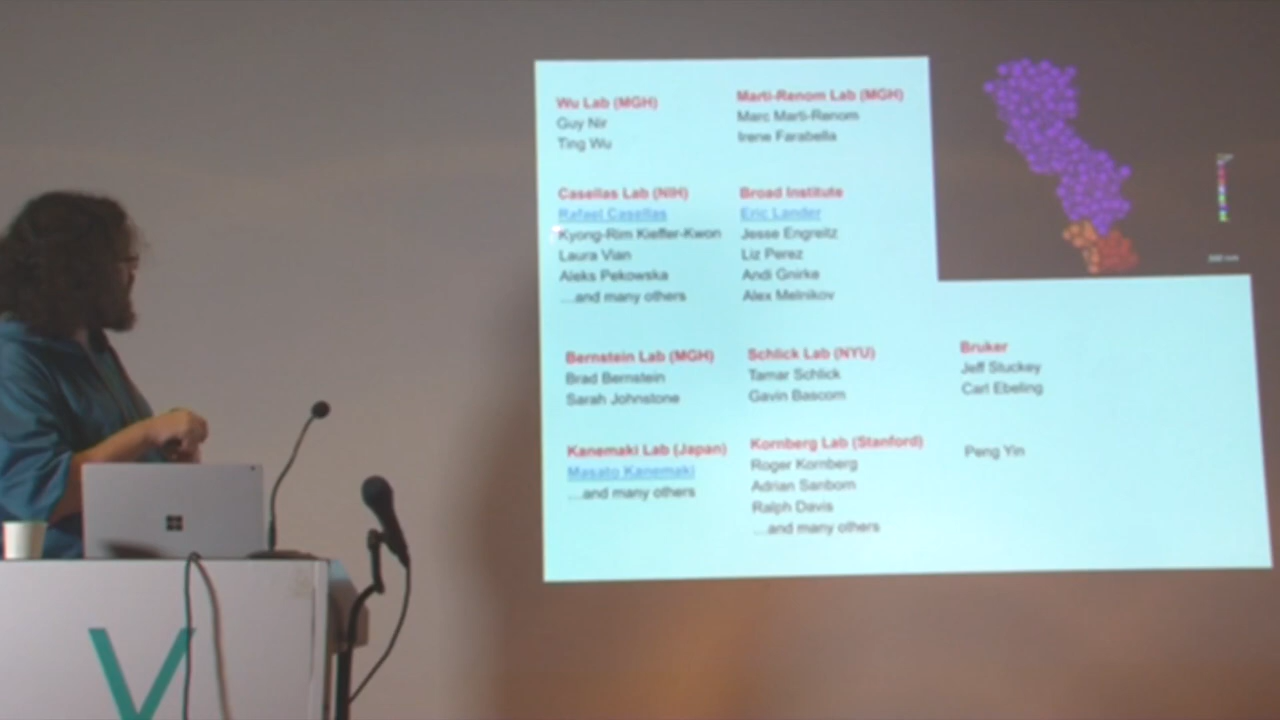 Wu Lab (MGH)
Guy Nir
Ting Wu
Marti-Renom Lab (MGH)
Marc Marti-Renom
Irene Farabella
Casellas Lab (NIH)
Rafael Casellas
Kyong-Rim Kieffer-Kwon
Laura Vian
Aleks Pekowska
...and many others
Broad Institute
Eric Lander
Jesse Engreitz
Liz Perez
Andi Gnirke
Alex Melnikov
Bernstein Lab (MGH)
Brad Bernstein
Sarah Johnstone
Schlick Lab (NYU)
Tamar Schlick
Gavin Bascom
Bruker
Jeff Stuckey
Carl Ebeling
Kanemaki Lab (Japan)
Masato Kanemaki
...and many others
Kornberg Lab (Stanford)
Roger Kornberg
Adrian Sanborn
Ralph Davis
...and many others
Peng Yin